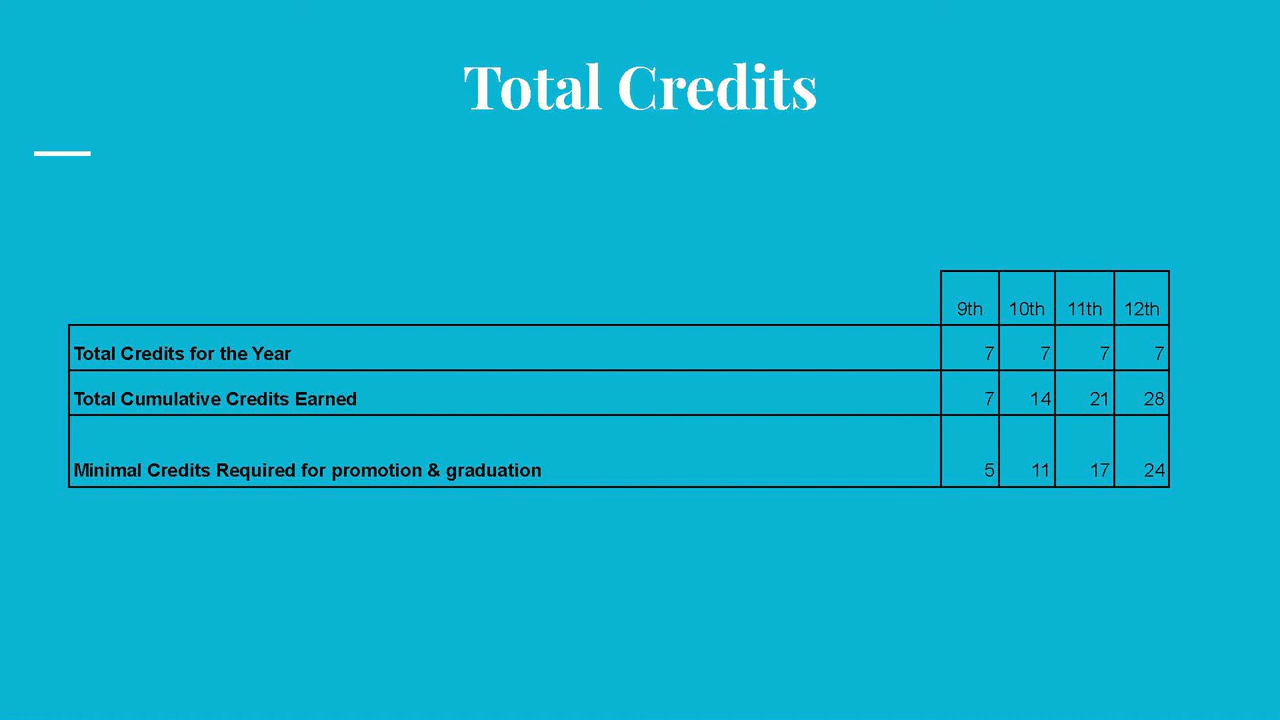 Total Credits
9th 10th 11th 12th
Total Credits for the Year 7 7 7 7
Total Cumulative Credits Earned 7 14 21 28
Minimal Credits Required for promotion & graduation 5 11 17 24